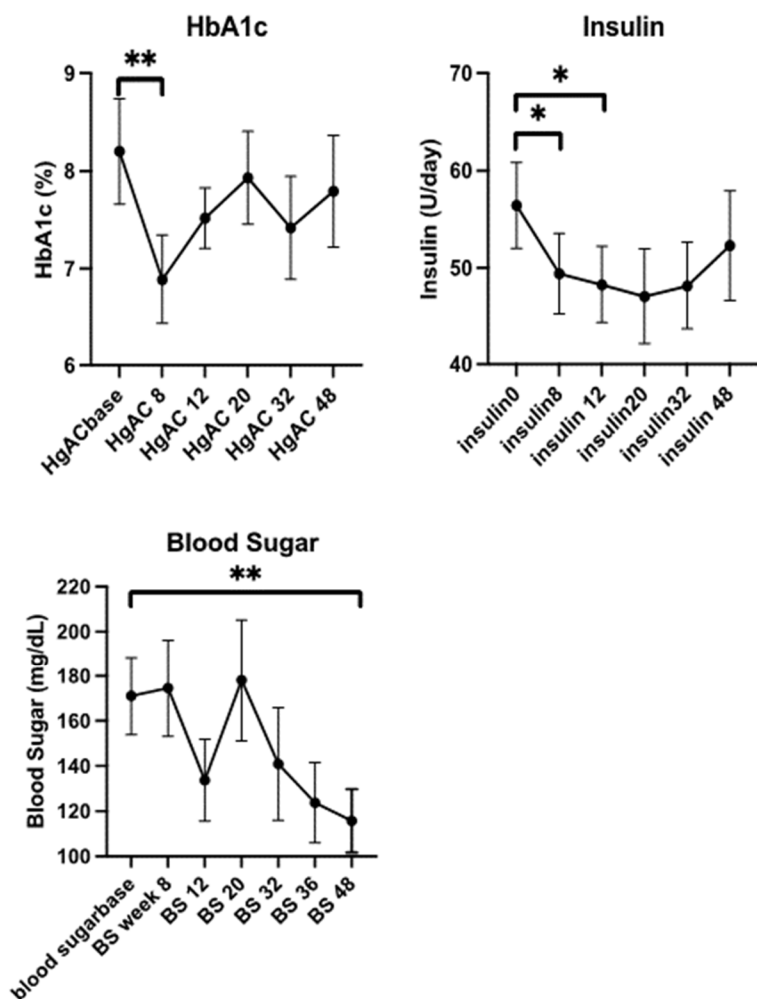 HbA1c
**
9
8
7
6
HbA1c (%)
HgACbase
HgAC 8
HgAC 12
HgAC 20
HgAC 32
HgAC 48
Insulin
*
*
70
60
50
40
Insulin (U/day)
insulin0
insulin8
insulin 12
insulin20
insulin32
insulin 48
Blood Sugar
**
220
200
180
160
140
120
100
Blood Sugar (mg/dL)
blood sugarbase
BS week 8
BS 12
BS 20
BS 32
BS 36
BS 48